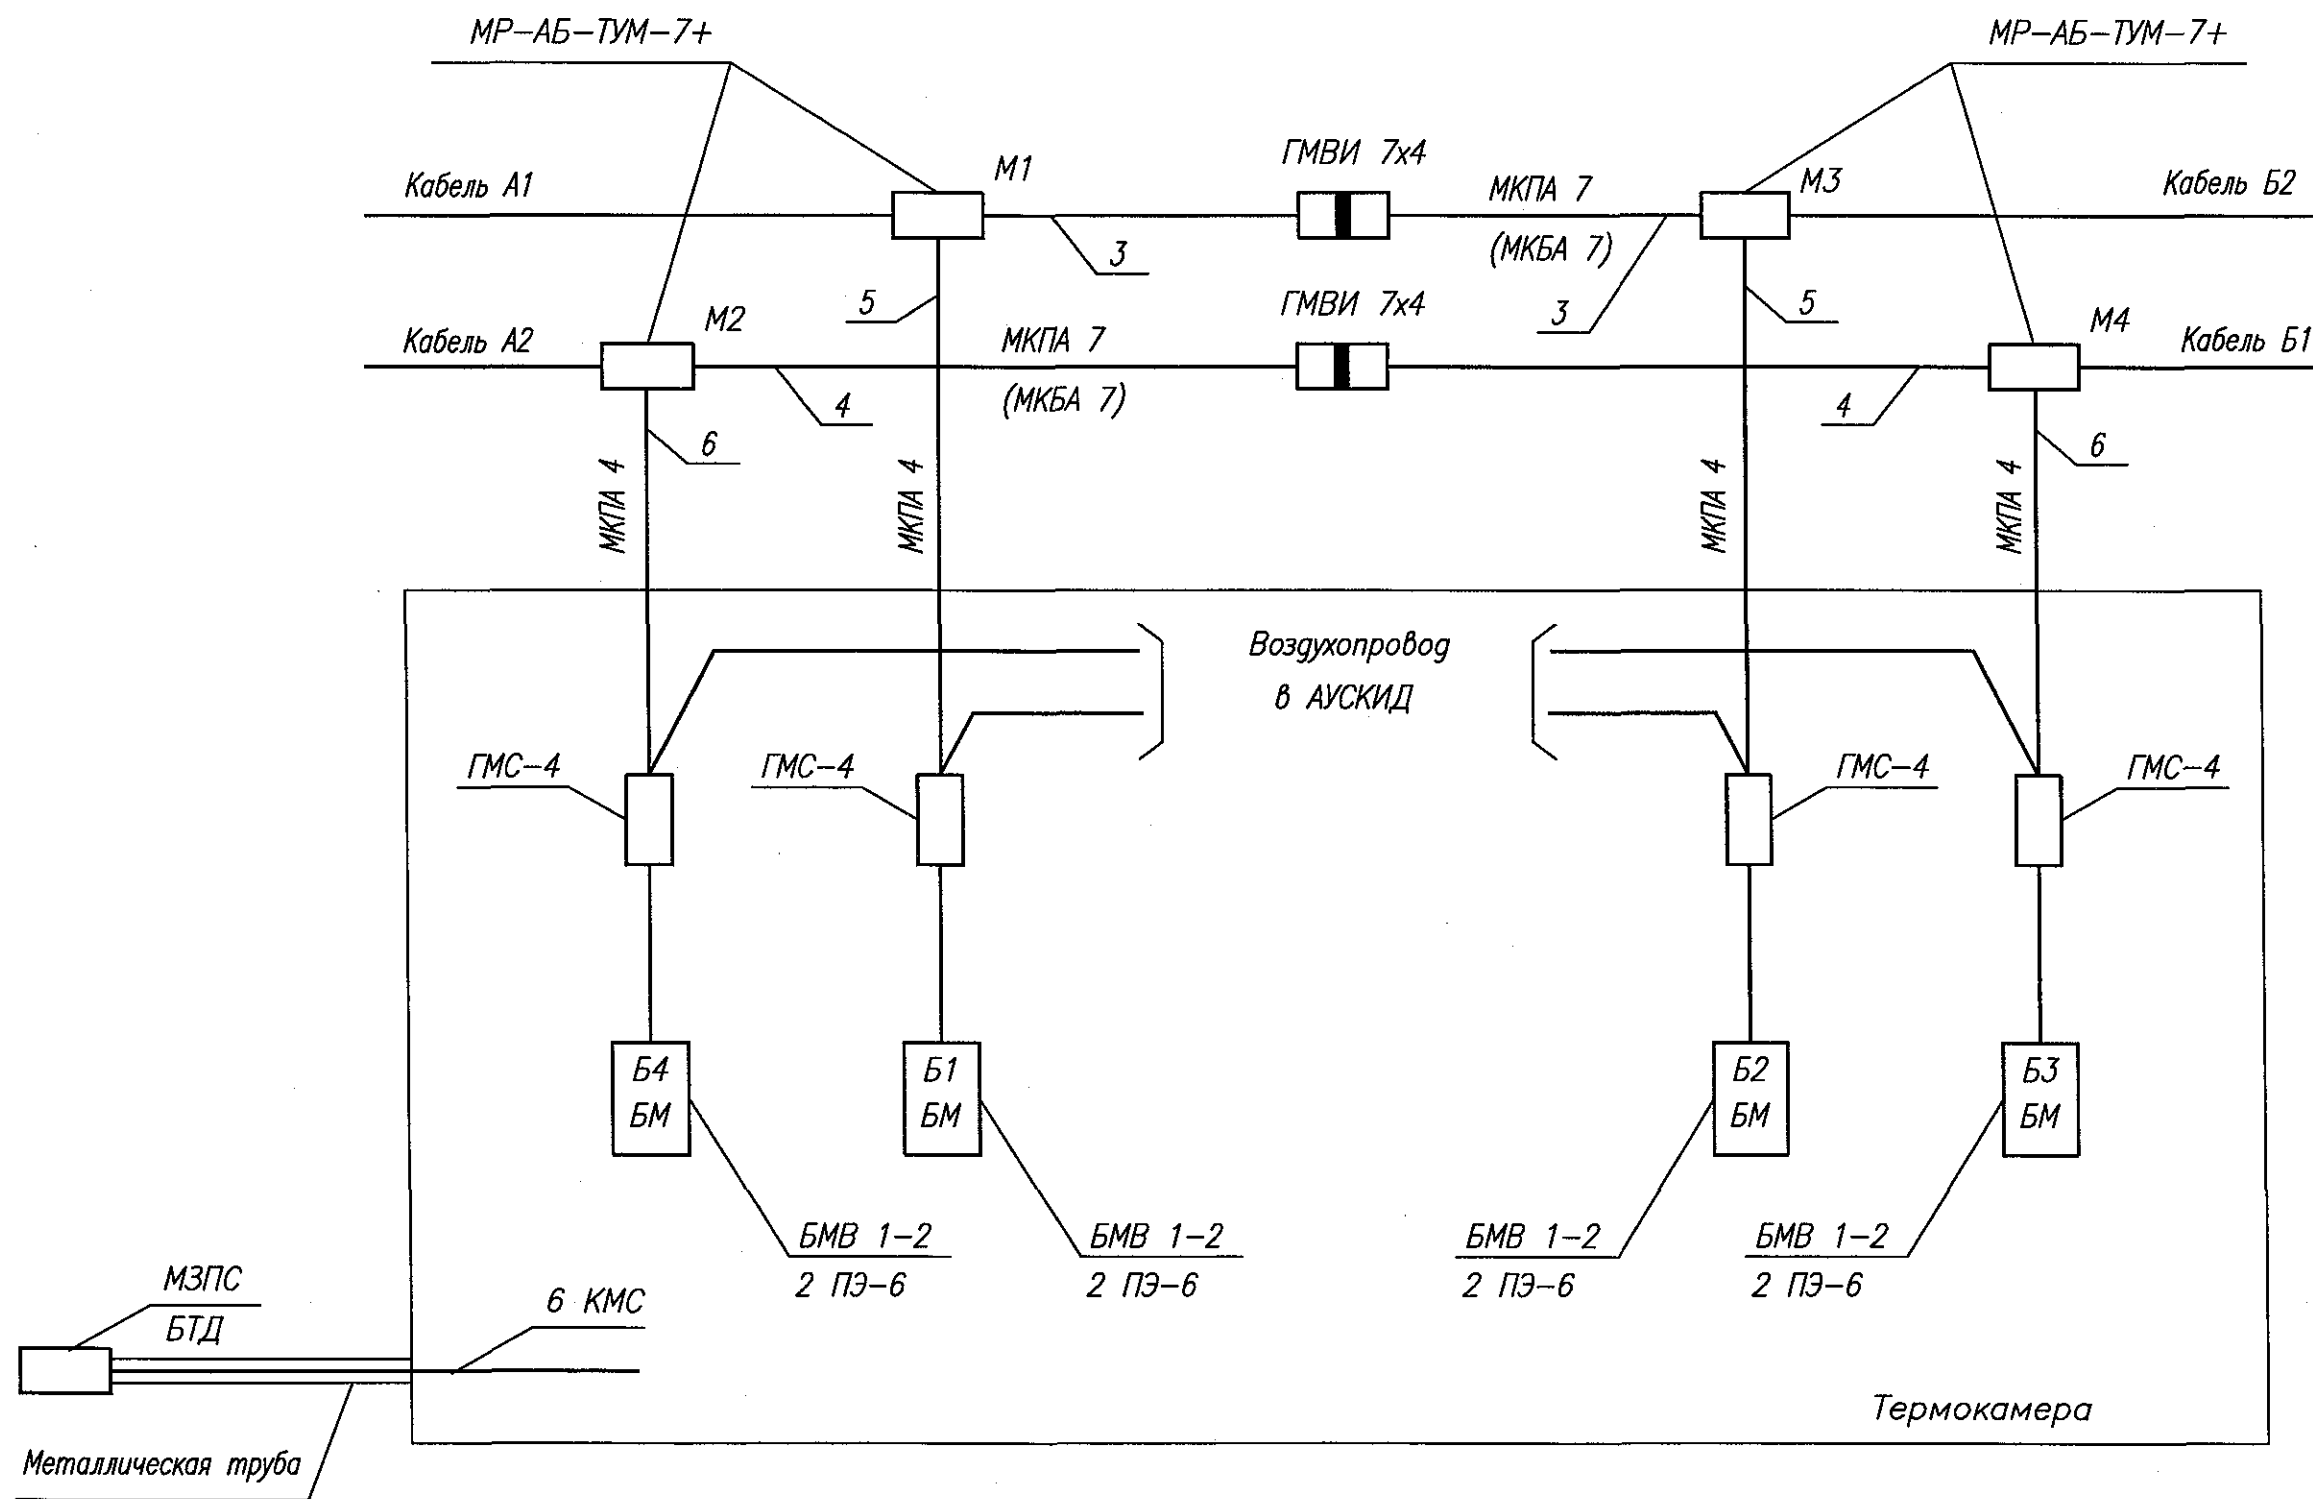 МР-АБ-ТУМ-7+
МР-АБ-ТУМ-7+
Кабель А1
М1
ГМВИ 7х4
МКПА 7
(МКБА 7)
М3
Кабель Б2
3
3
5
5
Кабель А2
М2
МКПА 7
(МКБА 7)
ГМВИ 7х4
М4
Кабель Б1
4
4
6
6
МКПА 4
МКПА 4
МКПА 4
МКПА 4
Воздухопровод
в АУСКИД
ГМС-4
ГМС-4
ГМС-4
ГМС-4
Б4
БМ
Б1
БМ
Б2
БМ
Б3
БМ
БМВ 1-2
2 ПЭ-6
БМВ 1-2
2 ПЭ-6
БМВ 1-2
2 ПЭ-6
БМВ 1-2
2 ПЭ-6
МЗПС
БТД
6 КМС
Металлическая труба
Термокамера